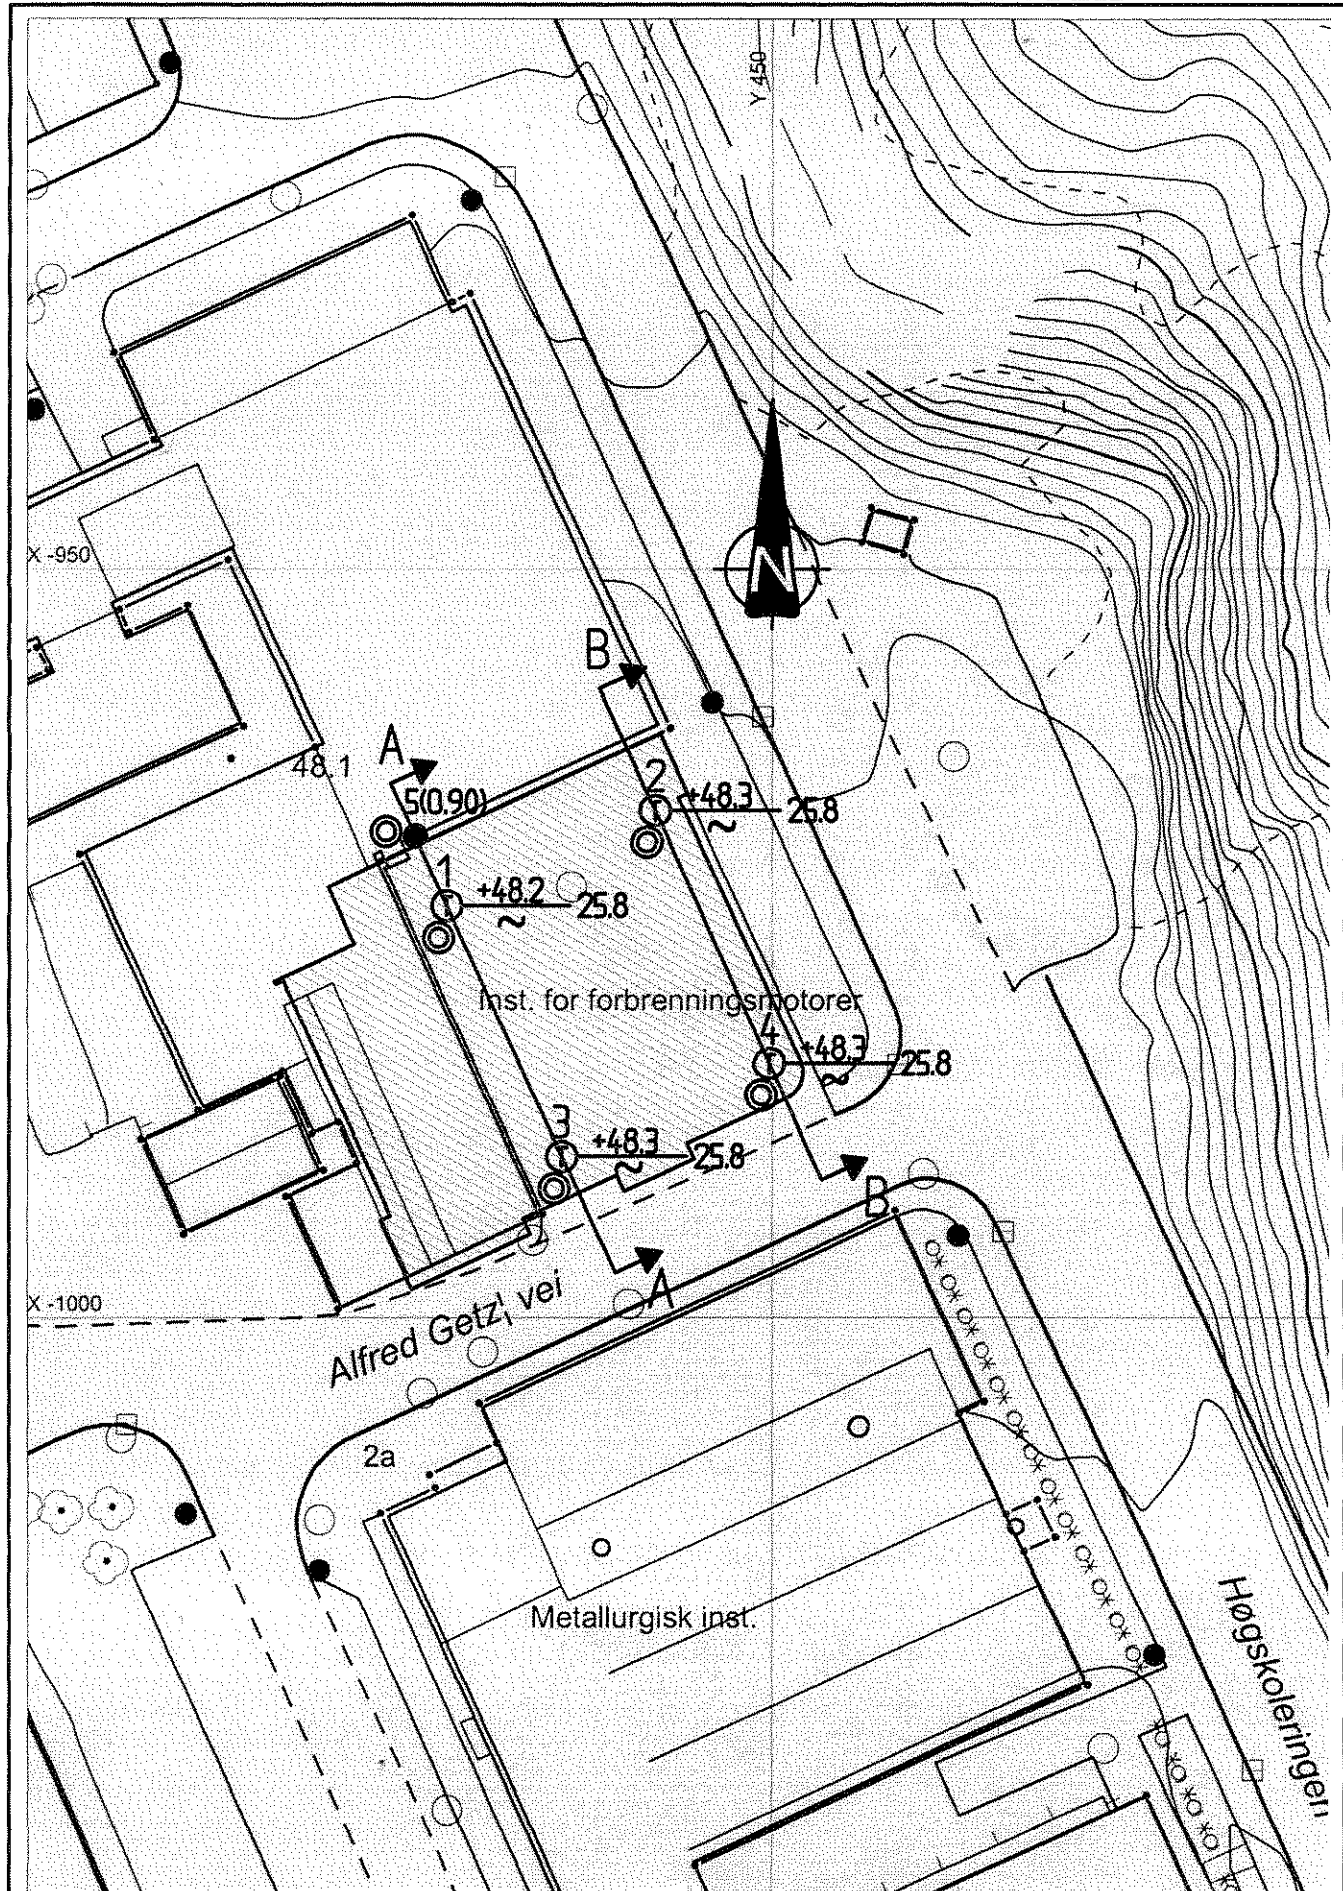 Y 450
X -950
N
B
A
48.1
5(0.90)
2
+48.3
25.8
1
+48.2
25.8
Inst. for forbrenningsmotorer
4
+48.3
25.8
3
+48.3
25.8
B
A
X -1000
Alfred Getz' vei
2a
Metallurgisk inst.
Høgskoleringen